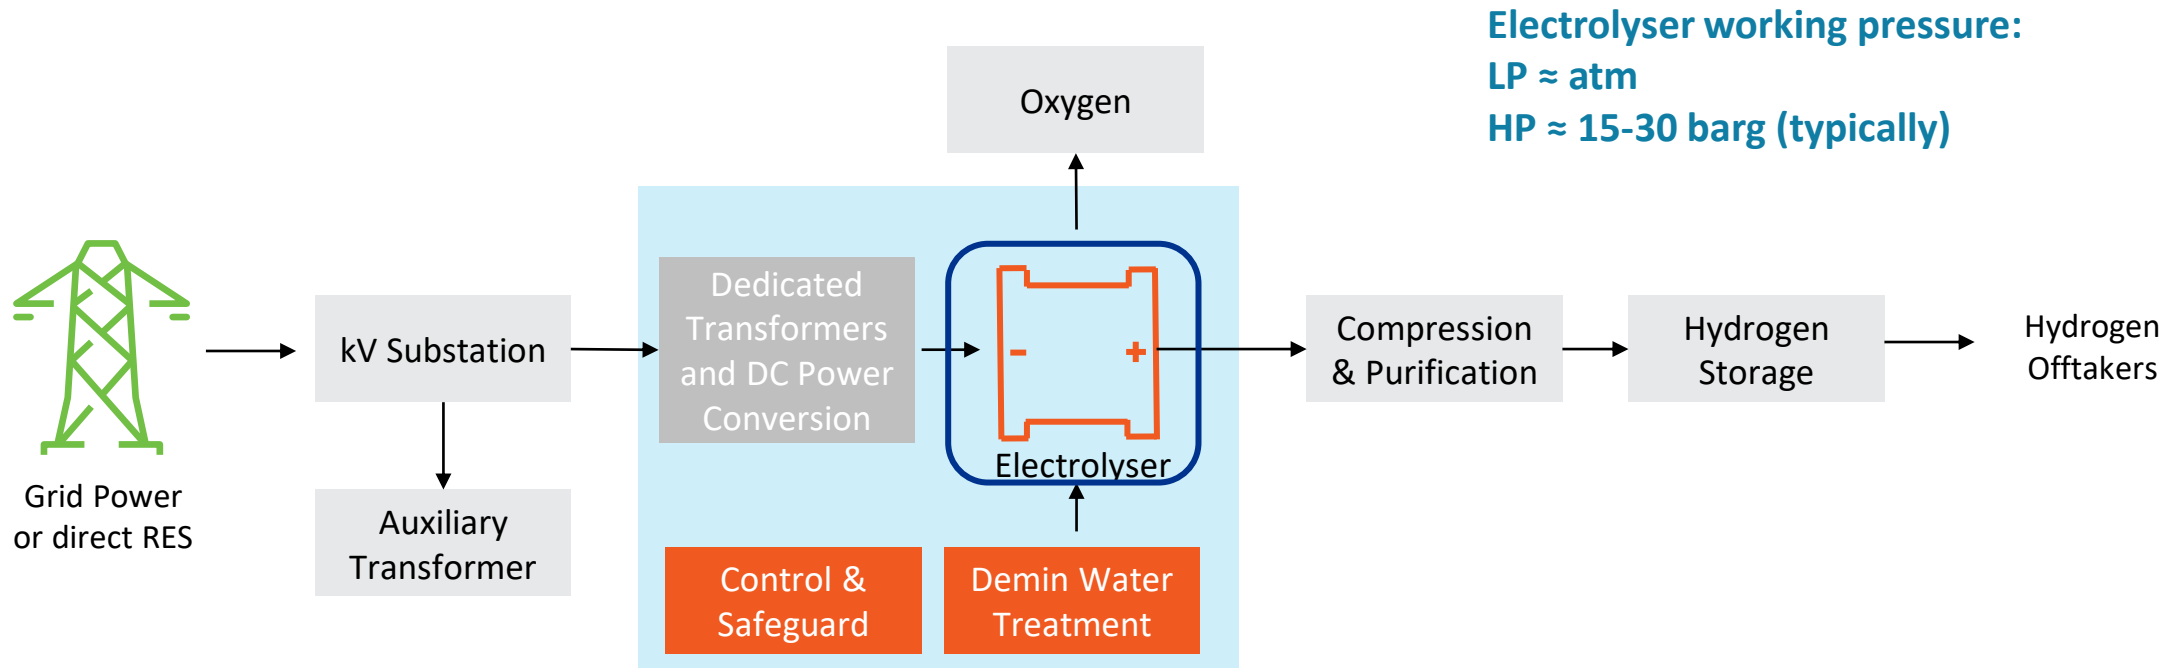 Electrolyser working pressure:
LP ≈ atm
HP ≈ 15-30 barg (typically)
Oxygen
Grid Power
or direct RES
kV Substation
Auxiliary
Transformer
Dedicated
Transformers
and DC Power
Conversion
- +
Electrolyser
Control &
Safeguard
Demin Water
Treatment
Compression
& Purification
Hydrogen
Storage
Hydrogen
Offtakers